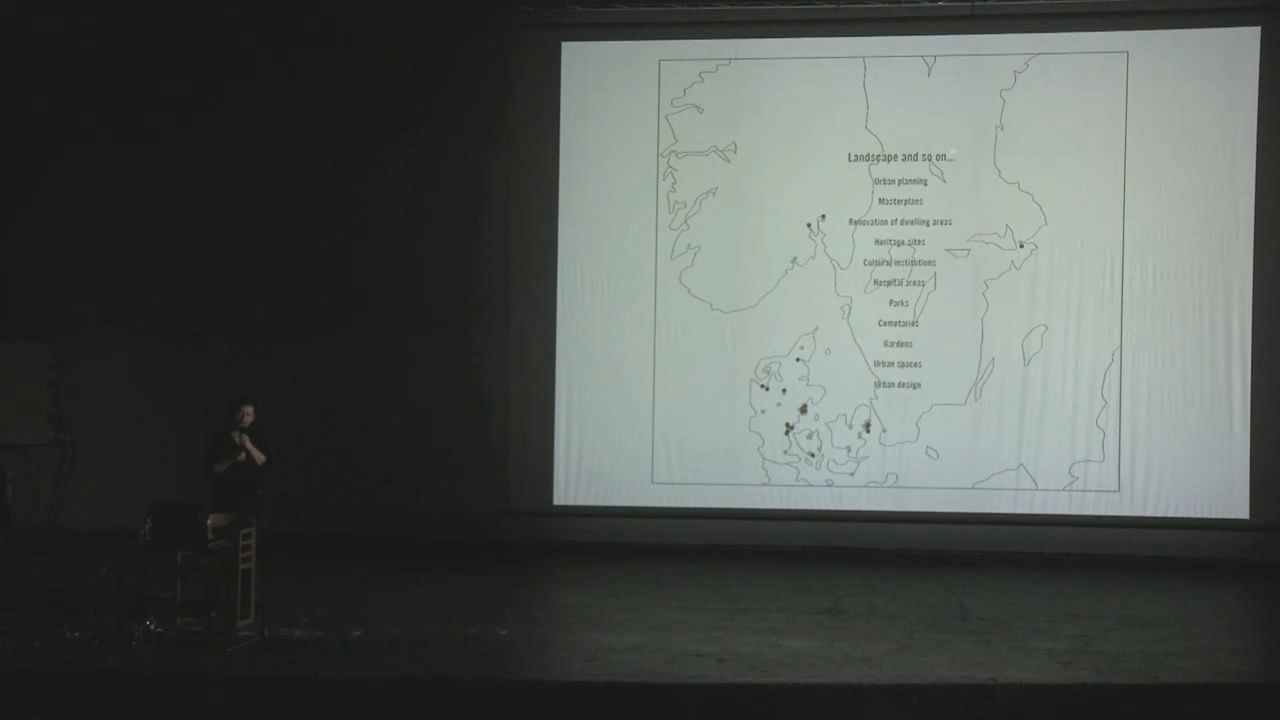 Landscape and so on...
Urban planning
Masterplans
Renovation of dwelling areas
Heritage sites
Cultural institutions
Hospital areas
Parks
Cemetaries
Gardens
Urban spaces
Urban design